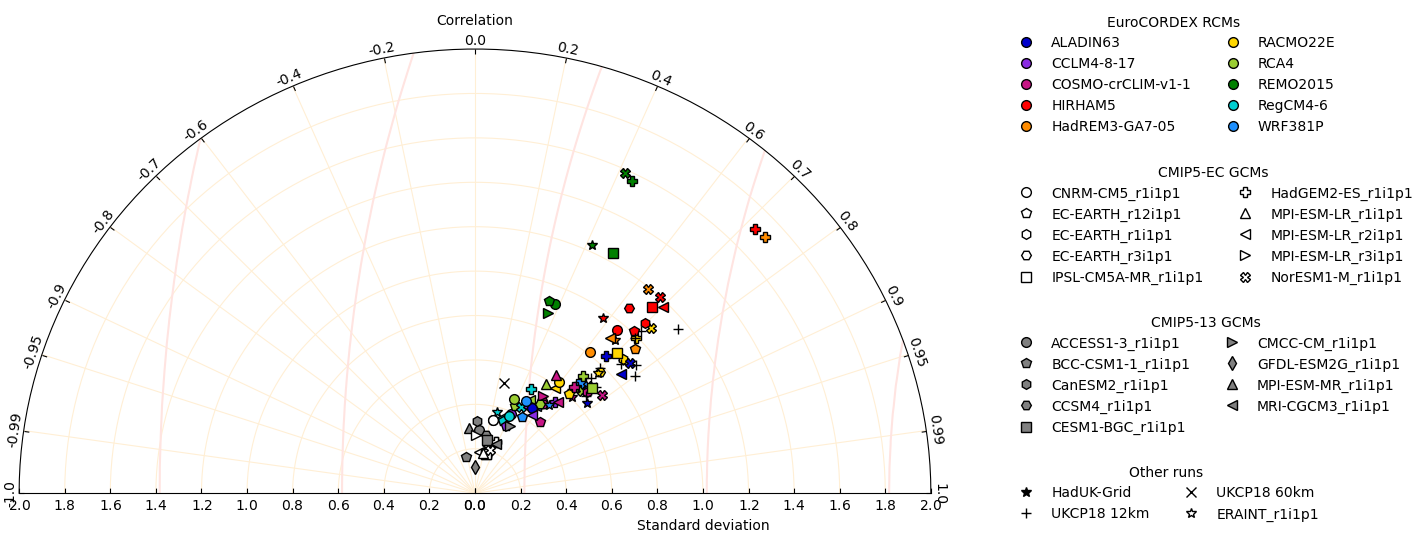 Correlation
-0.2 0.0 0.2
-0.4 0.4
-0.6 0.6
-0.7 0.7
-0.8 0.8
-0.9 0.9
-0.95 0.95
-0.99 0.99
1.0 1.0
2.0 1.8 1.6 1.4 1.2 1.0 0.8 0.6 0.4 0.2 0.0 0.2 0.4 0.6 0.8 1.0 1.2 1.4 1.6 1.8 2.0
Standard deviation
EuroCORDEX RCMs
ALADIN63 RACMO22E
CCLM4-8-17 RCA4
COSMO-crCLIM-v1-1 REMO2015
HIRHAM5 RegCM4-6
HadREM3-GA7-05 WRF381P
CMIP5-EC GCMs
CNRM-CM5_r1i1p1 HadGEM2-ES_r1i1p1
EC-EARTH_r12i1p1 MPI-ESM-LR_r1i1p1
EC-EARTH_r1i1p1 MPI-ESM-LR_r2i1p1
EC-EARTH_r3i1p1 MPI-ESM-LR_r3i1p1
IPSL-CM5A-MR_r1i1p1 NorESM1-M_r1i1p1
CMIP5-13 GCMs
ACCESS1-3_r1i1p1 CMCC-CM_r1i1p1
BCC-CSM1-1_r1i1p1 GFDL-ESM2G_r1i1p1
CanESM2_r1i1p1 MPI-ESM-MR_r1i1p1
CCSM4_r1i1p1 MRI-CGCM3_r1i1p1
CESM1-BGC_r1i1p1
Other runs
HadUK-Grid UKCP18 60km
UKCP18 12km ERAINT_r1i1p1